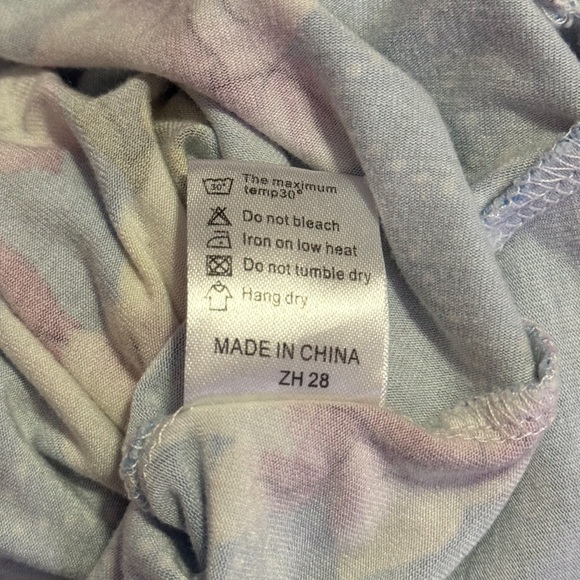 30°
The maximum
temp30°
Do not bleach
Iron on low heat
Do not tumble dry
Hang dry
MADE IN CHINA
ZH 28